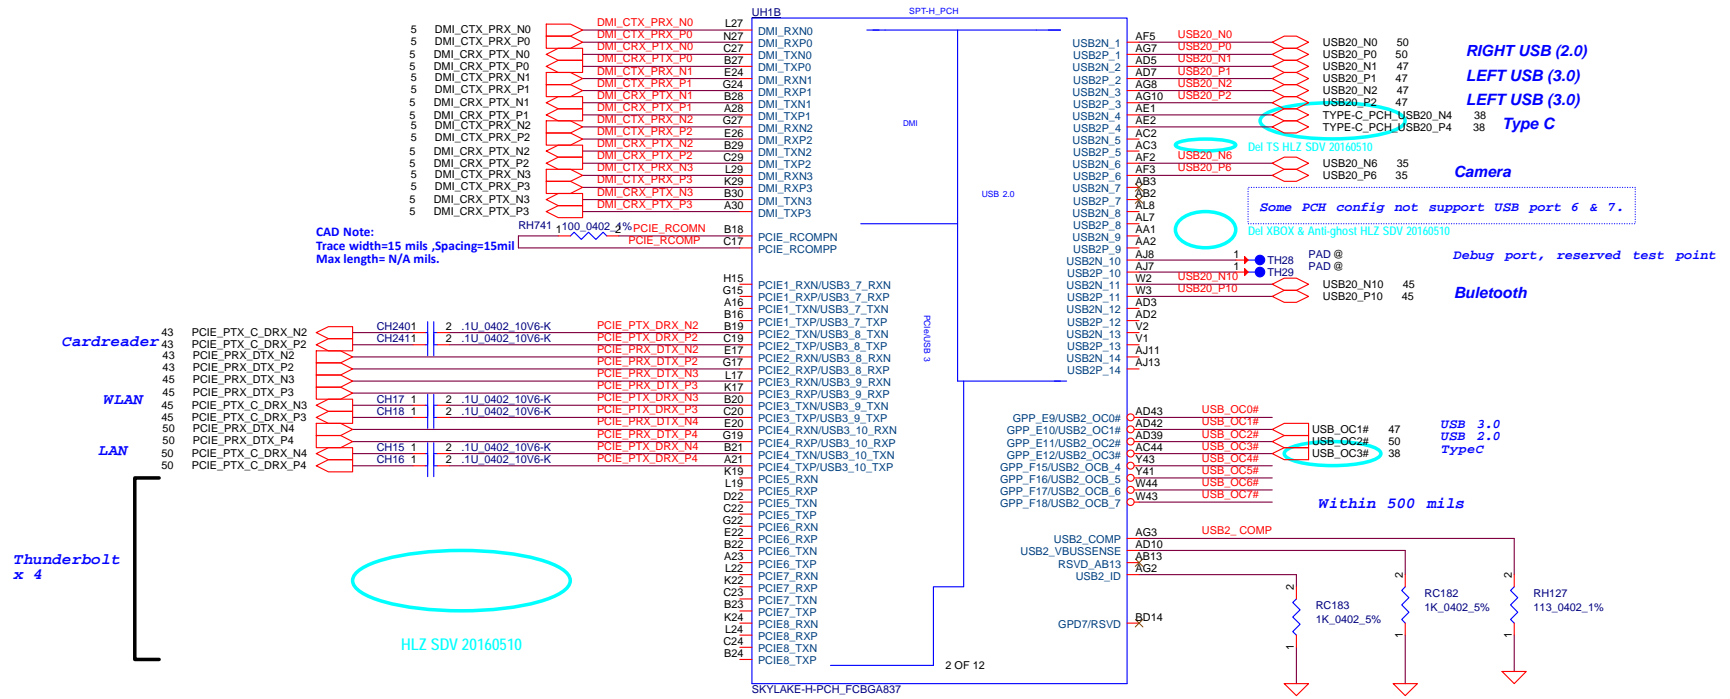 UH1B
SPT-H_PCH
5 DMI_CTX_PRX_N0 DMI_CTX_PRX_N0 L27 DMI_RXN0
5 DMI_CTX_PRX_P0 DMI_CTX_PRX_P0 N27 DMI_RXP0
5 DMI_CRX_PTX_N0 DMI_CRX_PTX_N0 C27 DMI_TXN0
5 DMI_CRX_PTX_P0 DMI_CRX_PTX_P0 B27 DMI_TXP0
5 DMI_CTX_PRX_N1 DMI_CTX_PRX_N1 E24 DMI_RXN1
5 DMI_CTX_PRX_P1 DMI_CTX_PRX_P1 G24 DMI_RXP1
5 DMI_CRX_PTX_N1 DMI_CRX_PTX_N1 B28 DMI_TXN1
5 DMI_CRX_PTX_P1 DMI_CRX_PTX_P1 A28 DMI_TXP1
5 DMI_CTX_PRX_N2 DMI_CTX_PRX_N2 G27 DMI_RXN2
5 DMI_CTX_PRX_P2 DMI_CTX_PRX_P2 E26 DMI_RXP2
5 DMI_CRX_PTX_N2 DMI_CRX_PTX_N2 B29 DMI_TXN2
5 DMI_CRX_PTX_P2 DMI_CRX_PTX_P2 C29 DMI_TXP2
5 DMI_CTX_PRX_N3 DMI_CTX_PRX_N3 L29 DMI_RXN3
5 DMI_CTX_PRX_P3 DMI_CTX_PRX_P3 K29 DMI_RXP3
5 DMI_CRX_PTX_N3 DMI_CRX_PTX_N3 B30 DMI_TXN3
5 DMI_CRX_PTX_P3 DMI_CRX_PTX_P3 A30 DMI_TXP3
CAD Note:
Trace width=15 mils ,Spacing=15mil
Max length= N/A mils.
RH741 1 100_0402_1% 2 PCIE_RCOMN B18 PCIE_RCOMPN
PCIE_RCOMP C17 PCIE_RCOMPP
H15 PCIE1_RXN/USB3_7_RXN
G15 PCIE1_RXP/USB3_7_RXP
A16 PCIE1_TXN/USB3_7_TXN
B16 PCIE1_TXP/USB3_7_TXP
Cardreader
43 PCIE_PTX_C_DRX_N2 CH2401 2 .1U_0402_10V6-K PCIE_PTX_DRX_N2 B19 PCIE2_TXN/USB3_8_TXN
43 PCIE_PTX_C_DRX_P2 CH2411 2 .1U_0402_10V6-K PCIE_PTX_DRX_P2 C19 PCIE2_TXP/USB3_8_TXP
43 PCIE_PRX_DTX_N2 PCIE_PRX_DTX_N2 E17 PCIE2_RXN/USB3_8_RXN
43 PCIE_PRX_DTX_P2 PCIE_PRX_DTX_P2 G17 PCIE2_RXP/USB3_8_RXP
WLAN
45 PCIE_PRX_DTX_N3 PCIE_PRX_DTX_N3 L17 PCIE3_RXN/USB3_9_RXN
45 PCIE_PRX_DTX_P3 PCIE_PRX_DTX_P3 K17 PCIE3_RXP/USB3_9_RXP
45 PCIE_PTX_C_DRX_N3 CH17 1 2 .1U_0402_10V6-K PCIE_PTX_DRX_N3 B20 PCIE3_TXN/USB3_9_TXN
45 PCIE_PTX_C_DRX_P3 CH18 1 2 .1U_0402_10V6-K PCIE_PTX_DRX_P3 C20 PCIE3_TXP/USB3_9_TXP
LAN
50 PCIE_PRX_DTX_N4 PCIE_PRX_DTX_N4 E20 PCIE4_RXN/USB3_10_RXN
50 PCIE_PRX_DTX_P4 PCIE_PRX_DTX_P4 G19 PCIE4_RXP/USB3_10_RXP
50 PCIE_PTX_C_DRX_N4 CH15 1 2 .1U_0402_10V6-K PCIE_PTX_DRX_N4 B21 PCIE4_TXN/USB3_10_TXN
50 PCIE_PTX_C_DRX_P4 CH16 1 2 .1U_0402_10V6-K PCIE_PTX_DRX_P4 A21 PCIE4_TXP/USB3_10_TXP
Thunderbolt
x 4
K19 PCIE5_RXN
L19 PCIE5_RXP
D22 PCIE5_TXN
C22 PCIE5_TXP
G22 PCIE6_RXN
E22 PCIE6_RXP
B22 PCIE6_TXN
A23 PCIE6_TXP
L22 PCIE7_RXN
K22 PCIE7_RXP
C23 PCIE7_TXN
B23 PCIE7_TXP
K24 PCIE8_RXN
L24 PCIE8_RXP
C24 PCIE8_TXN
B24 PCIE8_TXP
HLZ SDV 20160510
DMI
USB 2.0
PCIe/USB 3
2 OF 12
SKYLAKE-H-PCH_FCBGA837
USB2N_1 AF5 USB20_N0 USB20_N0 50
USB2P_1 AG7 USB20_P0 USB20_P0 50
RIGHT USB (2.0)
USB2N_2 AD5 USB20_N1 USB20_N1 47
USB2P_2 AD7 USB20_P1 USB20_P1 47
LEFT USB (3.0)
USB2N_3 AG8 USB20_N2 USB20_N2 47
USB2P_3 AG10 USB20_P2 USB20_P2 47
LEFT USB (3.0)
USB2N_4 AE1 TYPE-C_PCH_USB20_N4 38
USB2P_4 AE2 TYPE-C_PCH_USB20_P4 38
Type C
USB2N_5 AC2
USB2P_5 AC3
Del TS HLZ SDV 20160510
USB2N_6 AF2 USB20_N6 USB20_N6 35
USB2P_6 AF3 USB20_P6 USB20_P6 35
Camera
USB2N_7 AB3
USB2P_7 AB2
Some PCH config not support USB port 6 & 7.
USB2N_8 AL8
USB2P_8 AL7
USB2N_9 AA1
USB2P_9 AA2
Del XBOX & Anti-ghost HLZ SDV 20160510
USB2N_10 AJ8 1 TH28 PAD @
USB2P_10 AJ7 1 TH29 PAD @
Debug port, reserved test point
USB2N_11 W2 USB20_N10 USB20_N10 45
USB2P_11 W3 USB20_P10 USB20_P10 45
Buletooth
USB2N_12 AD3
USB2P_12 AD2
USB2N_13 V2
USB2P_13 V1
USB2N_14 AJ11
USB2P_14 AJ13
GPP_E9/USB2_OC0# AD43 USB_OC0#
GPP_E10/USB2_OC1# AD42 USB_OC1# USB_OC1# 47 USB 3.0
GPP_E11/USB2_OC2# AD39 USB_OC2# USB_OC2# 50 USB 2.0
GPP_E12/USB2_OC3# AC44 USB_OC3# USB_OC3# 38 TypeC
GPP_F15/USB2_OCB_4 Y43 USB_OC4#
GPP_F16/USB2_OCB_5 Y41 USB_OC5#
GPP_F17/USB2_OCB_6 W44 USB_OC6#
GPP_F18/USB2_OCB_7 W43 USB_OC7#
Within 500 mils
USB2_COMP AG3 USB2_ COMP
USB2_VBUSSENSE AD10
RSVD_AB13 AB13
USB2_ID AG2
GPD7/RSVD BD14
2 RC183 1K_0402_5% 1
2 RC182 1K_0402_5% 1
2 RH127 113_0402_1% 1